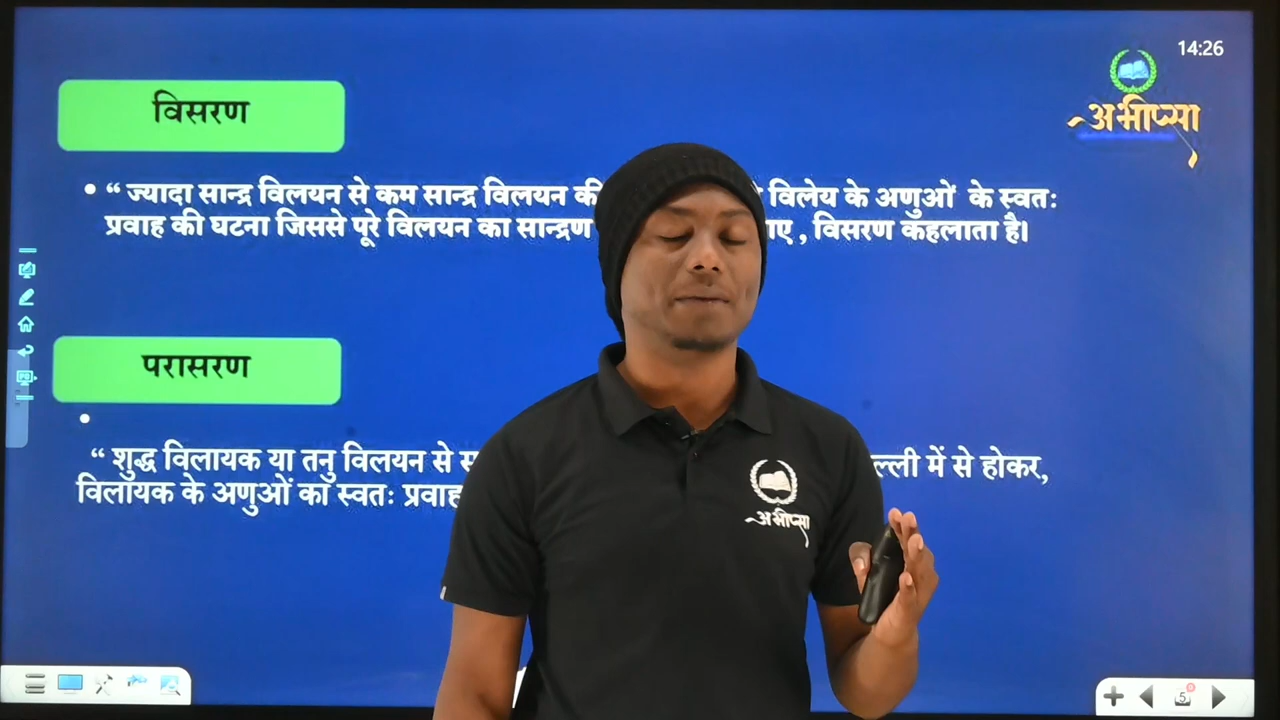 14:26
अभीप्सा
विसरण
“ ज्यादा सान्द्र विलयन से कम सान्द्र विलयन की विलेय के अणुओं के स्वतः
प्रवाह की घटना जिससे पूरे विलयन का सान्द्रण , विसरण कहलाता है।
परासरण
“ शुद्ध विलायक या तनु विलयन से में से होकर,
विलायक के अणुओं का स्वतः प्रवाह
अभीप्सा
5